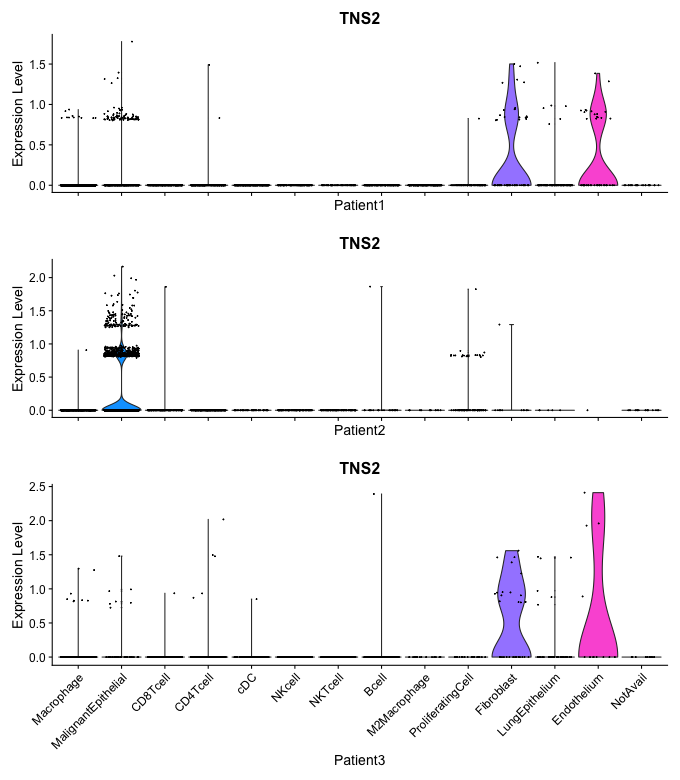 TNS2
Expression Level
1.5
1.0
0.5
0.0
Patient1
TNS2
Expression Level
2.0
1.5
1.0
0.5
0.0
Patient2
TNS2
Expression Level
2.5
2.0
1.5
1.0
0.5
0.0
Macrophage
MalignantEpithelial
CD8Tcell
CD4Tcell
cDC
NKcell
NKTcell
Bcell
M2Macrophage
ProliferatingCell
Fibroblast
LungEpithelium
Endothelium
NotAvail
Patient3